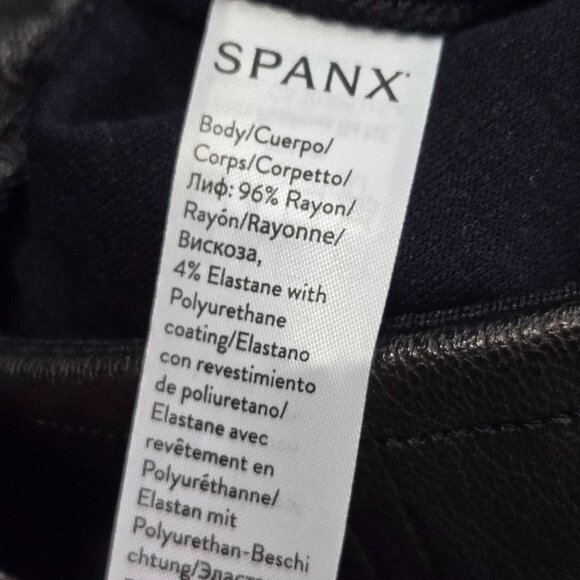 SPANX
Body/Cuerpo/
Corps/Corpetto/
Лиф: 96% Rayon/
Rayón/Rayonne/
Вискоза,
4% Elastane with
Polyurethane
coating/Elastano
con revestimiento
de poliuretano/
Elastane avec
revêtement en
Polyuréthanne/
Elastan mit
Polyurethan-Beschi
chtung/Эласт